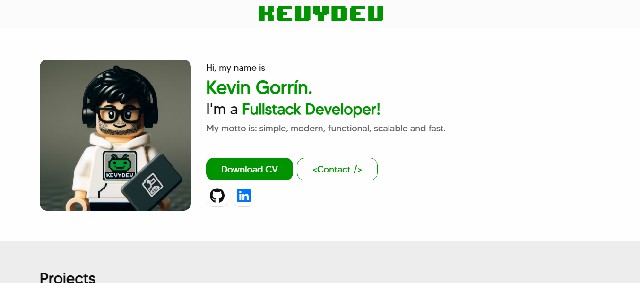 KEVYDEV
Hi, my name is
Kevin Gorrín.
I'm a Fullstack Developer!
My motto is: simple, modern, functional, scalable and fast.
KEVYDEV
Download CV
<Contact />
in
Projects